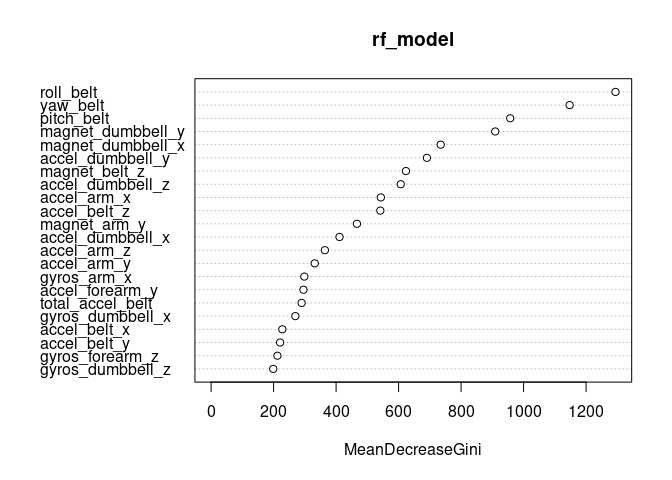 rf_model
roll_belt
yaw_belt
pitch_belt
magnet_dumbbell_y
magnet_dumbbell_x
accel_dumbbell_y
magnet_belt_z
accel_dumbbell_z
accel_arm_x
accel_belt_z
magnet_arm_y
accel_dumbbell_x
accel_arm_z
accel_arm_y
gyros_arm_x
accel_forearm_y
total_accel_belt
gyros_dumbbell_x
accel_belt_x
accel_belt_y
gyros_forearm_z
gyros_dumbbell_z
0 200 400 600 800 1000 1200
MeanDecreaseGini